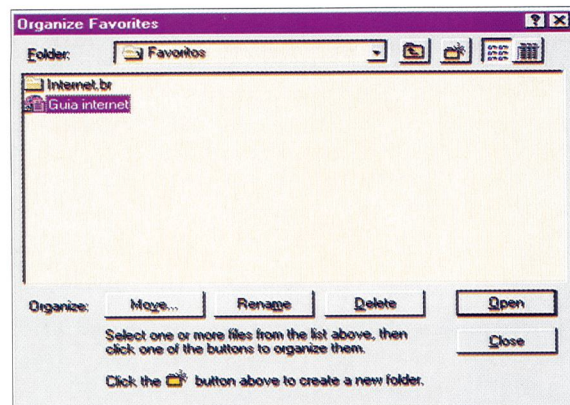 Organize Favorites
Folder: Favoritos
Internet.br
Guia internet
Organize: Move... Rename Delete Open
Select one or more files from the list above, then
click one of the buttons to organize them.
Close
Click the button above to create a new folder.